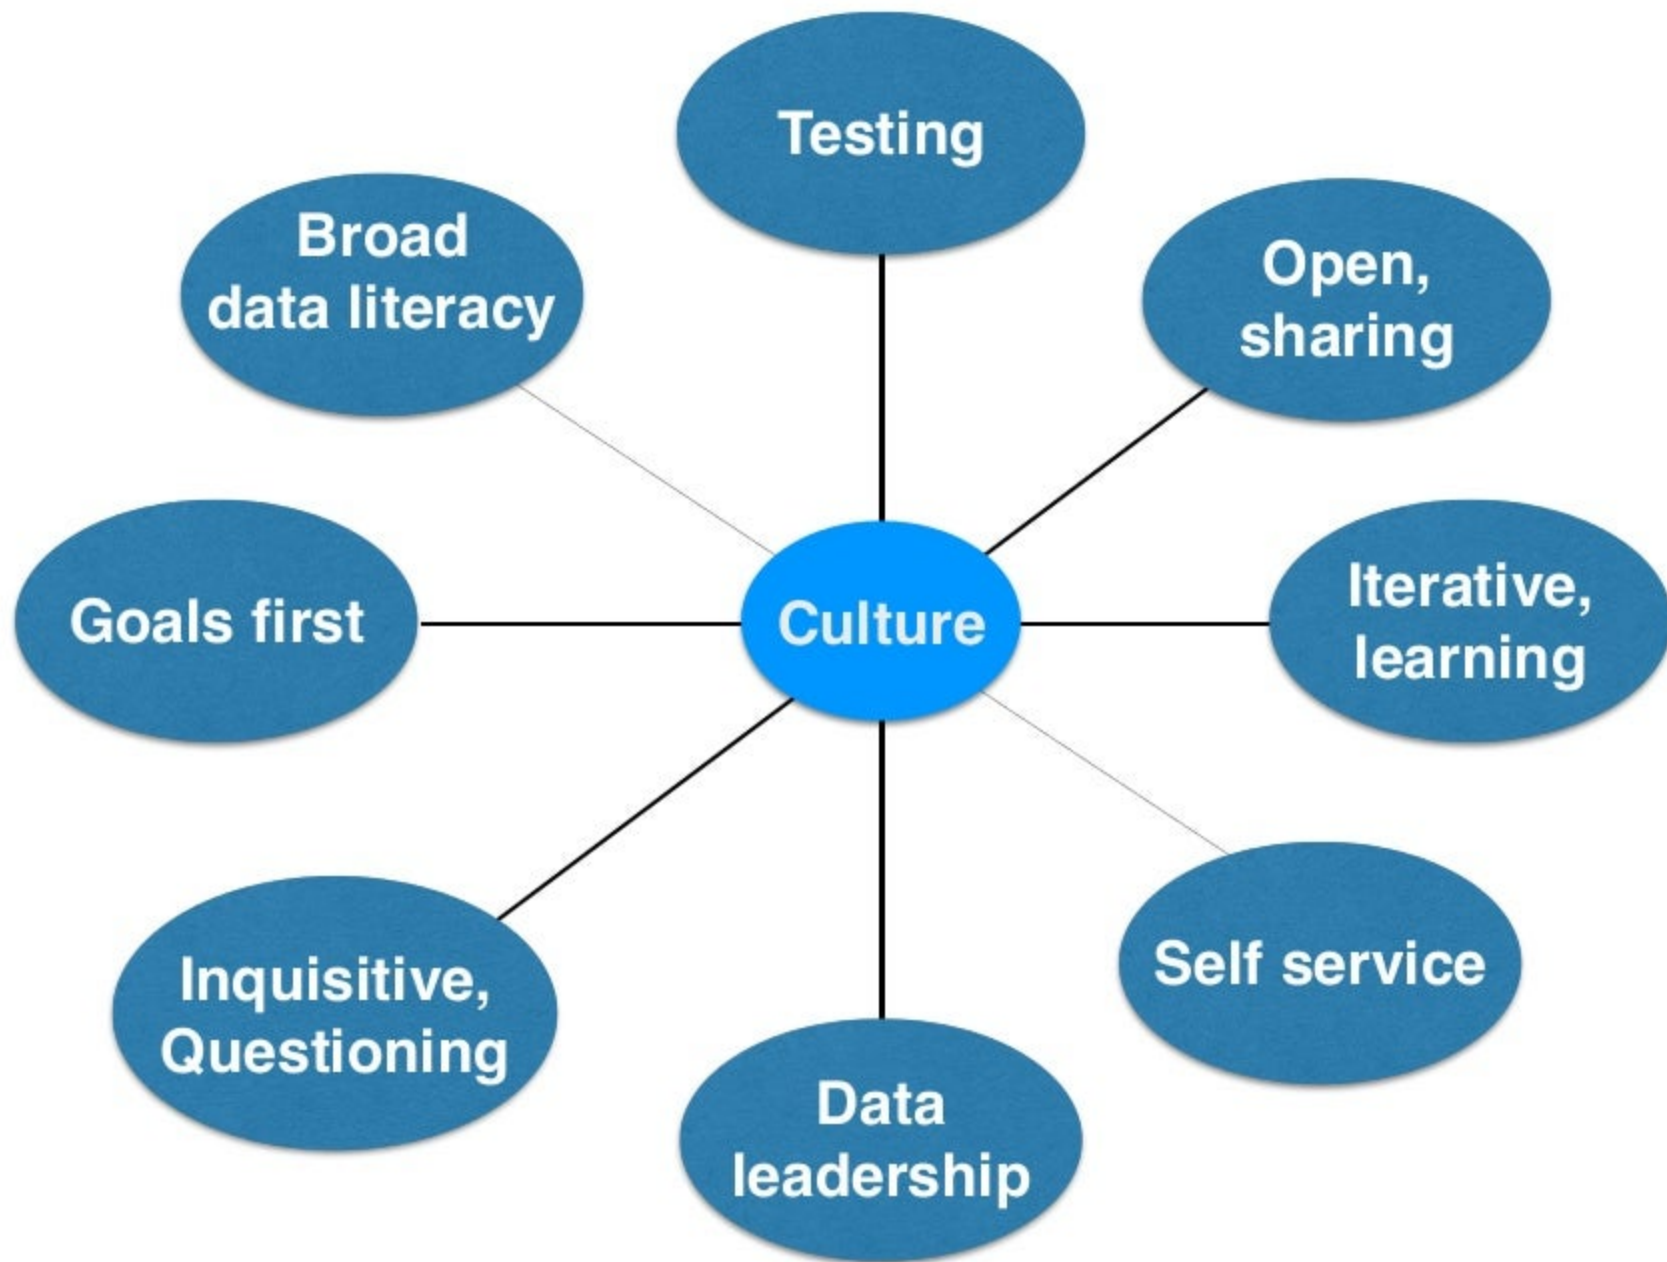 Testing
Broad
data literacy
Open,
sharing
Goals first
Culture
Iterative,
learning
Inquisitive,
Questioning
Self service
Data
leadership